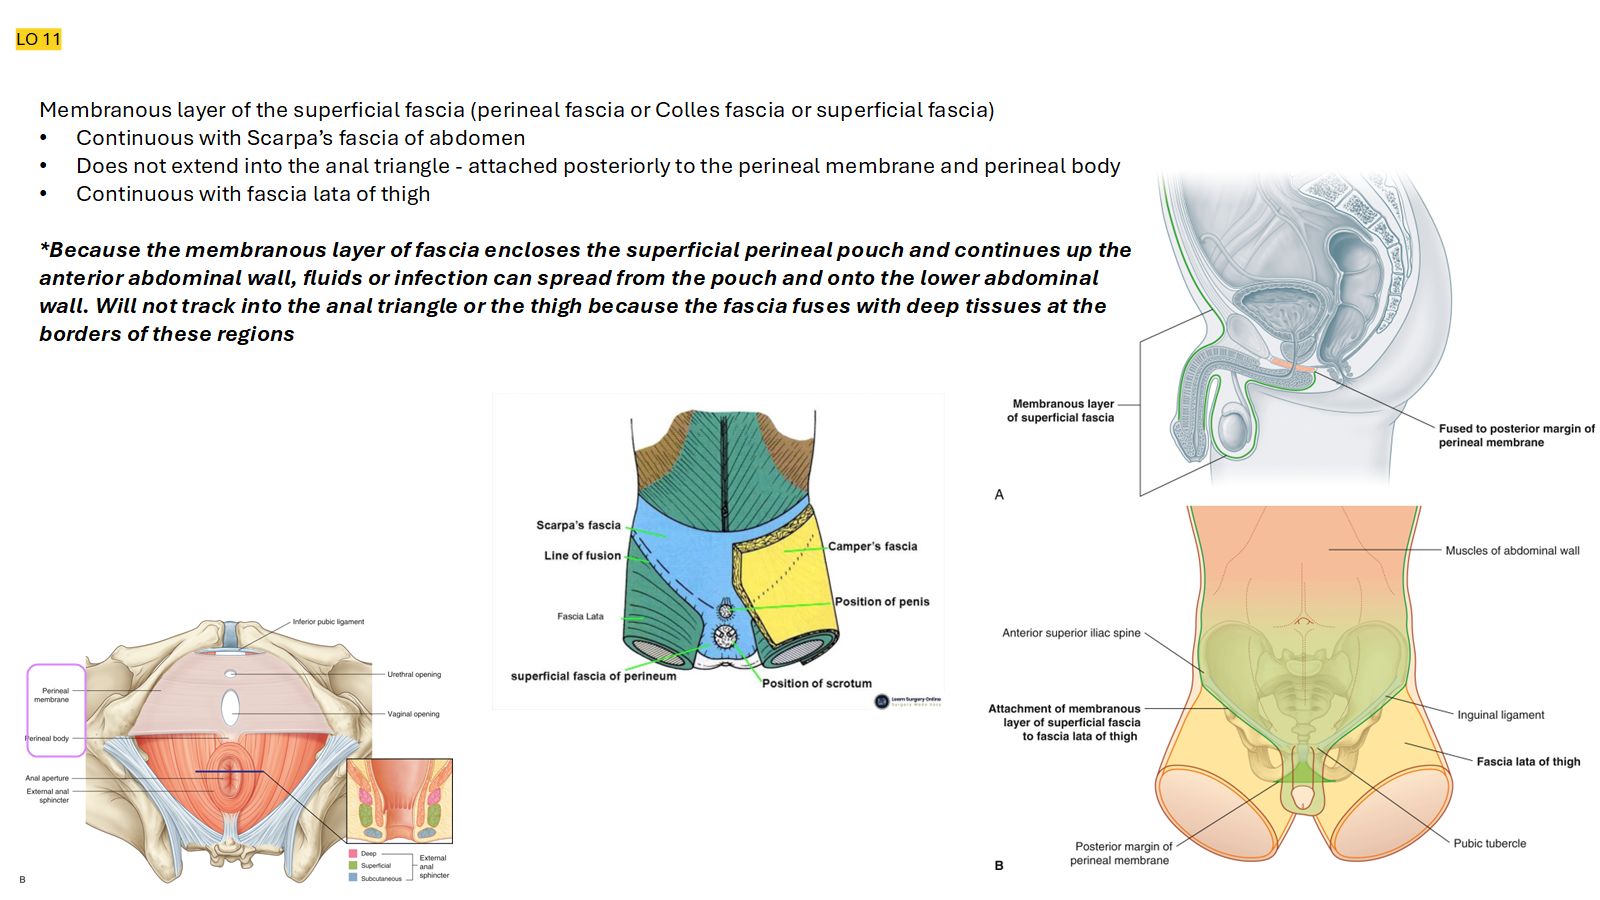 LO 11
Membranous layer of the superficial fascia (perineal fascia or Colles fascia or superficial fascia)
• Continuous with Scarpa's fascia of abdomen
• Does not extend into the anal triangle - attached posteriorly to the perineal membrane and perineal body
• Continuous with fascia lata of thigh
*Because the membranous layer of fascia encloses the superficial perineal pouch and continues up the
anterior abdominal wall, fluids or infection can spread from the pouch and onto the lower abdominal
wall. Will not track into the anal triangle or the thigh because the fascia fuses with deep tissues at the
borders of these regions
Membranous layer
of superficial fascia
Fused to posterior margin of
perineal membrane
A
Scarpa's fascia
Line of fusion
Fascia Lata
superficial fascia of perineum
Camper's fascia
Position of penis
Position of scrotum
Learn Surgery Online
Surgery Made Easy
Muscles of abdominal wall
Anterior superior iliac spine
Attachment of membranous
layer of superficial fascia
to fascia lata of thigh
Inguinal ligament
Fascia lata of thigh
Pubic tubercle
Posterior margin of
perineal membrane
B
Inferior pubic ligament
Urethral opening
Vaginal opening
Perineal
membrane
Perineal body
Anal aperture
External anal
sphincter
Deep
Superficial
Subcutaneous
External
anal
sphincter
B